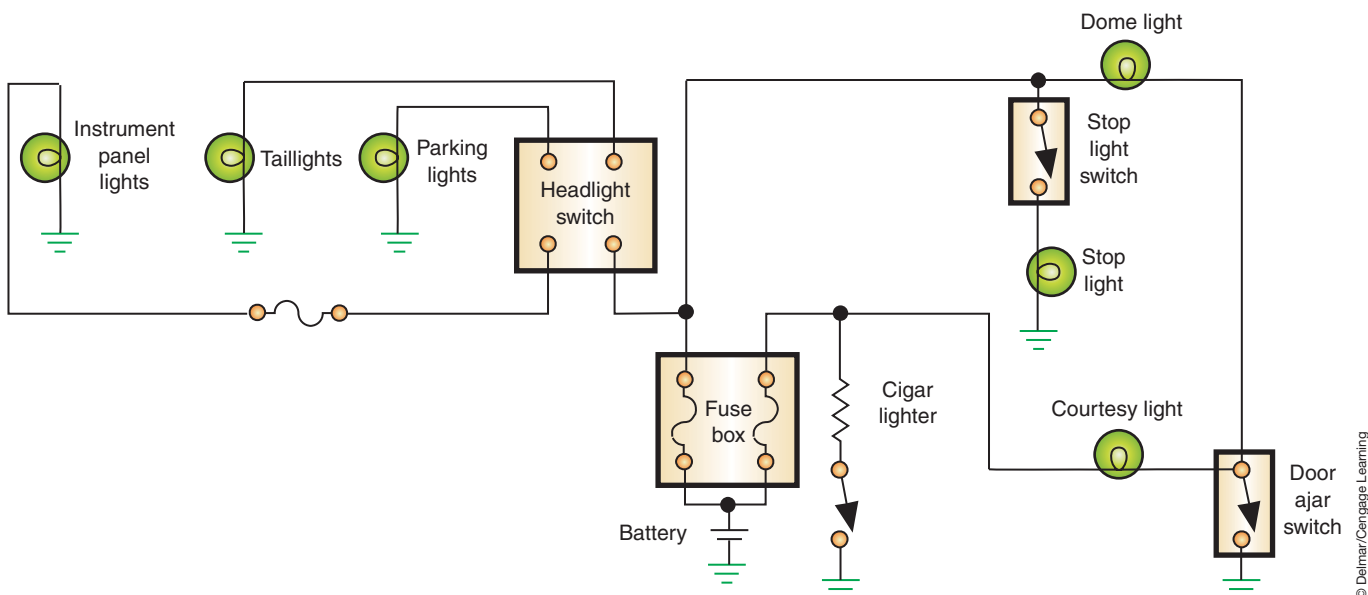 Dome light
Instrument
panel
lights
Taillights
Parking
lights
Headlight
switch
Stop
light
switch
Stop
light
Fuse
box
Cigar
lighter
Courtesy light
Door
ajar
switch
Battery
© Delmar/Cengage Learning